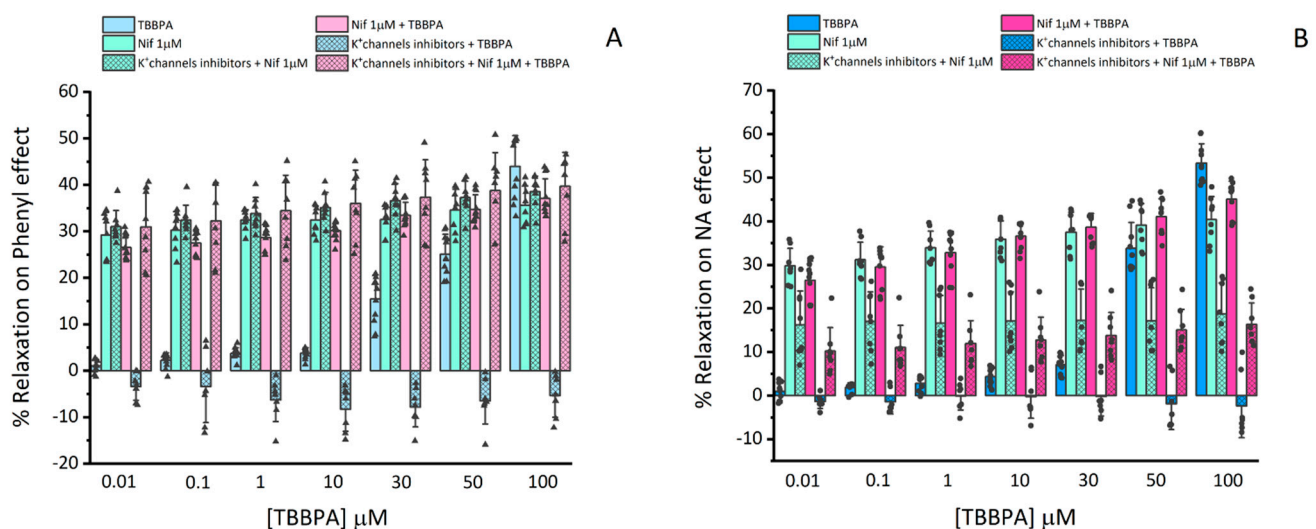 TBBPA
Nif 1μM + TBBPA
Nif 1μM
K⁺channels inhibitors + TBBPA
K⁺channels inhibitors + Nif 1μM
K⁺channels inhibitors + Nif 1μM + TBBPA
A
% Relaxation on Phenyl effect
60
50
40
30
20
10
0
-10
-20
0.01 0.1 1 10 30 50 100
[TBBPA] μM
TBBPA
Nif 1μM + TBBPA
Nif 1μM
K⁺channels inhibitors + TBBPA
K⁺channels inhibitors + Nif 1μM
K⁺channels inhibitors + Nif 1μM + TBBPA
B
% Relaxation on NA effect
70
60
50
40
30
20
10
0
-10
0.01 0.1 1 10 30 50 100
[TBBPA] μM